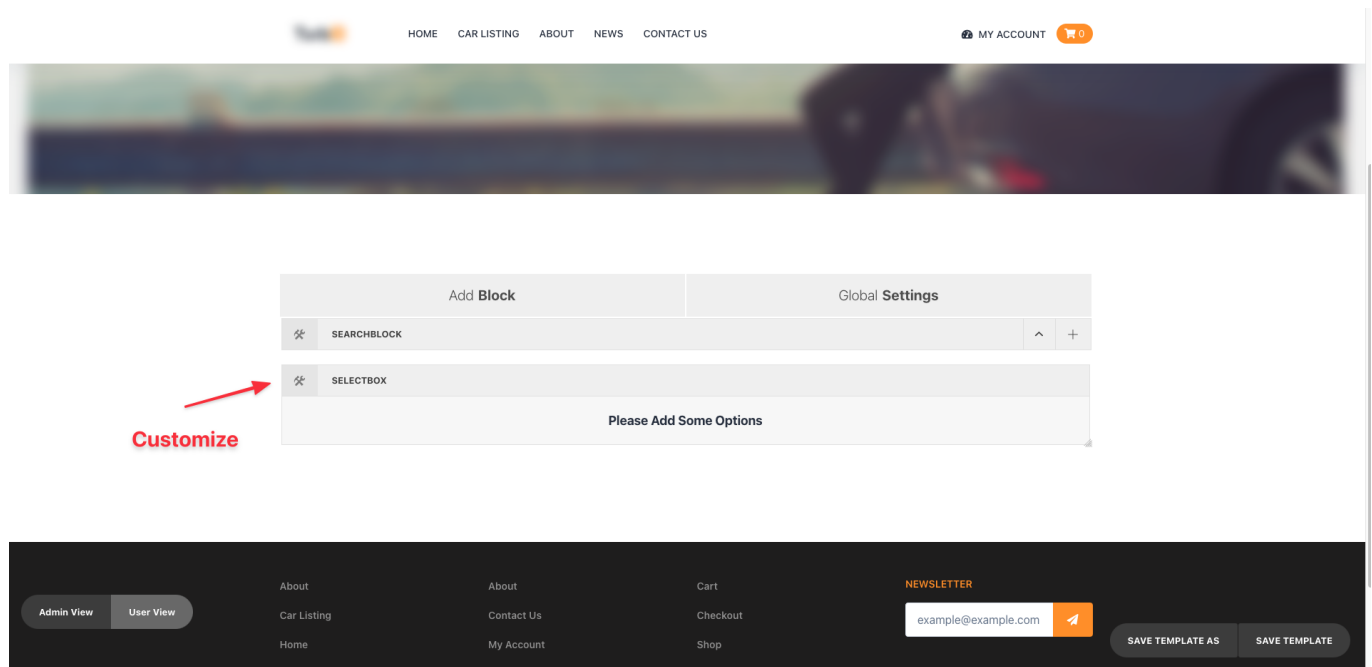 HOME CAR LISTING ABOUT NEWS CONTACT US MY ACCOUNT 0
Add Block Global Settings
SEARCHBLOCK
SELECTBOX
Please Add Some Options
Customize
About About Cart NEWSLETTER
Car Listing Contact Us Checkout example@example.com
Home My Account Shop
Admin View User View
SAVE TEMPLATE AS SAVE TEMPLATE